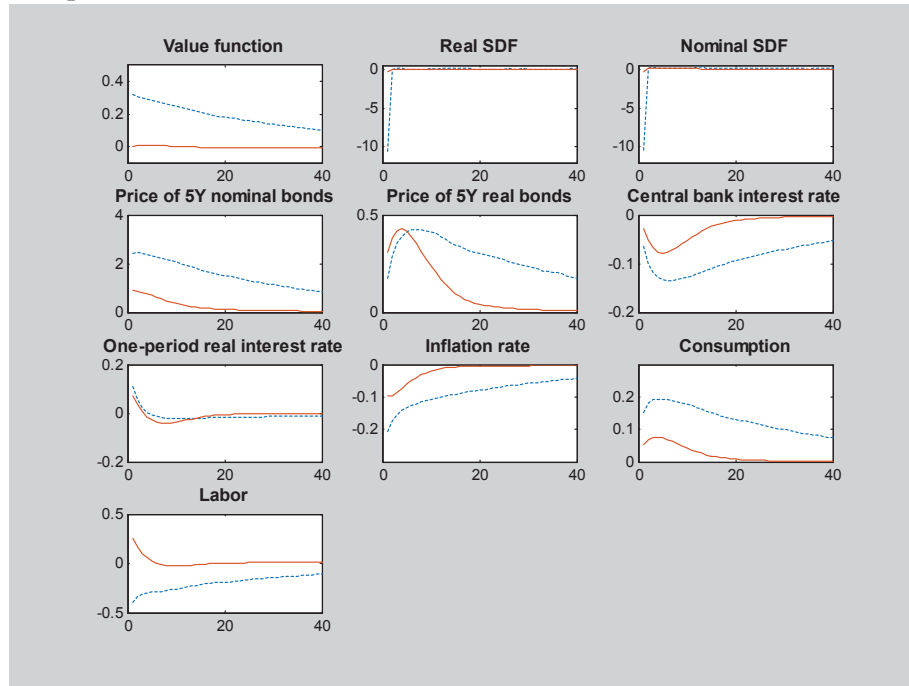 Value function
Real SDF
Nominal SDF
0.4
0.2
0
0
-5
-10
0
-5
-10
0 20 40
0 20 40
0 20 40
Price of 5Y nominal bonds
Price of 5Y real bonds
Central bank interest rate
4
2
0
0.5
0
0
-0.1
-0.2
0 20 40
0 20 40
0 20 40
One-period real interest rate
Inflation rate
Consumption
0.2
0
-0.2
0
-0.1
-0.2
0.2
0.1
0
0 20 40
0 20 40
0 20 40
Labor
0.5
0
-0.5
0 20 40